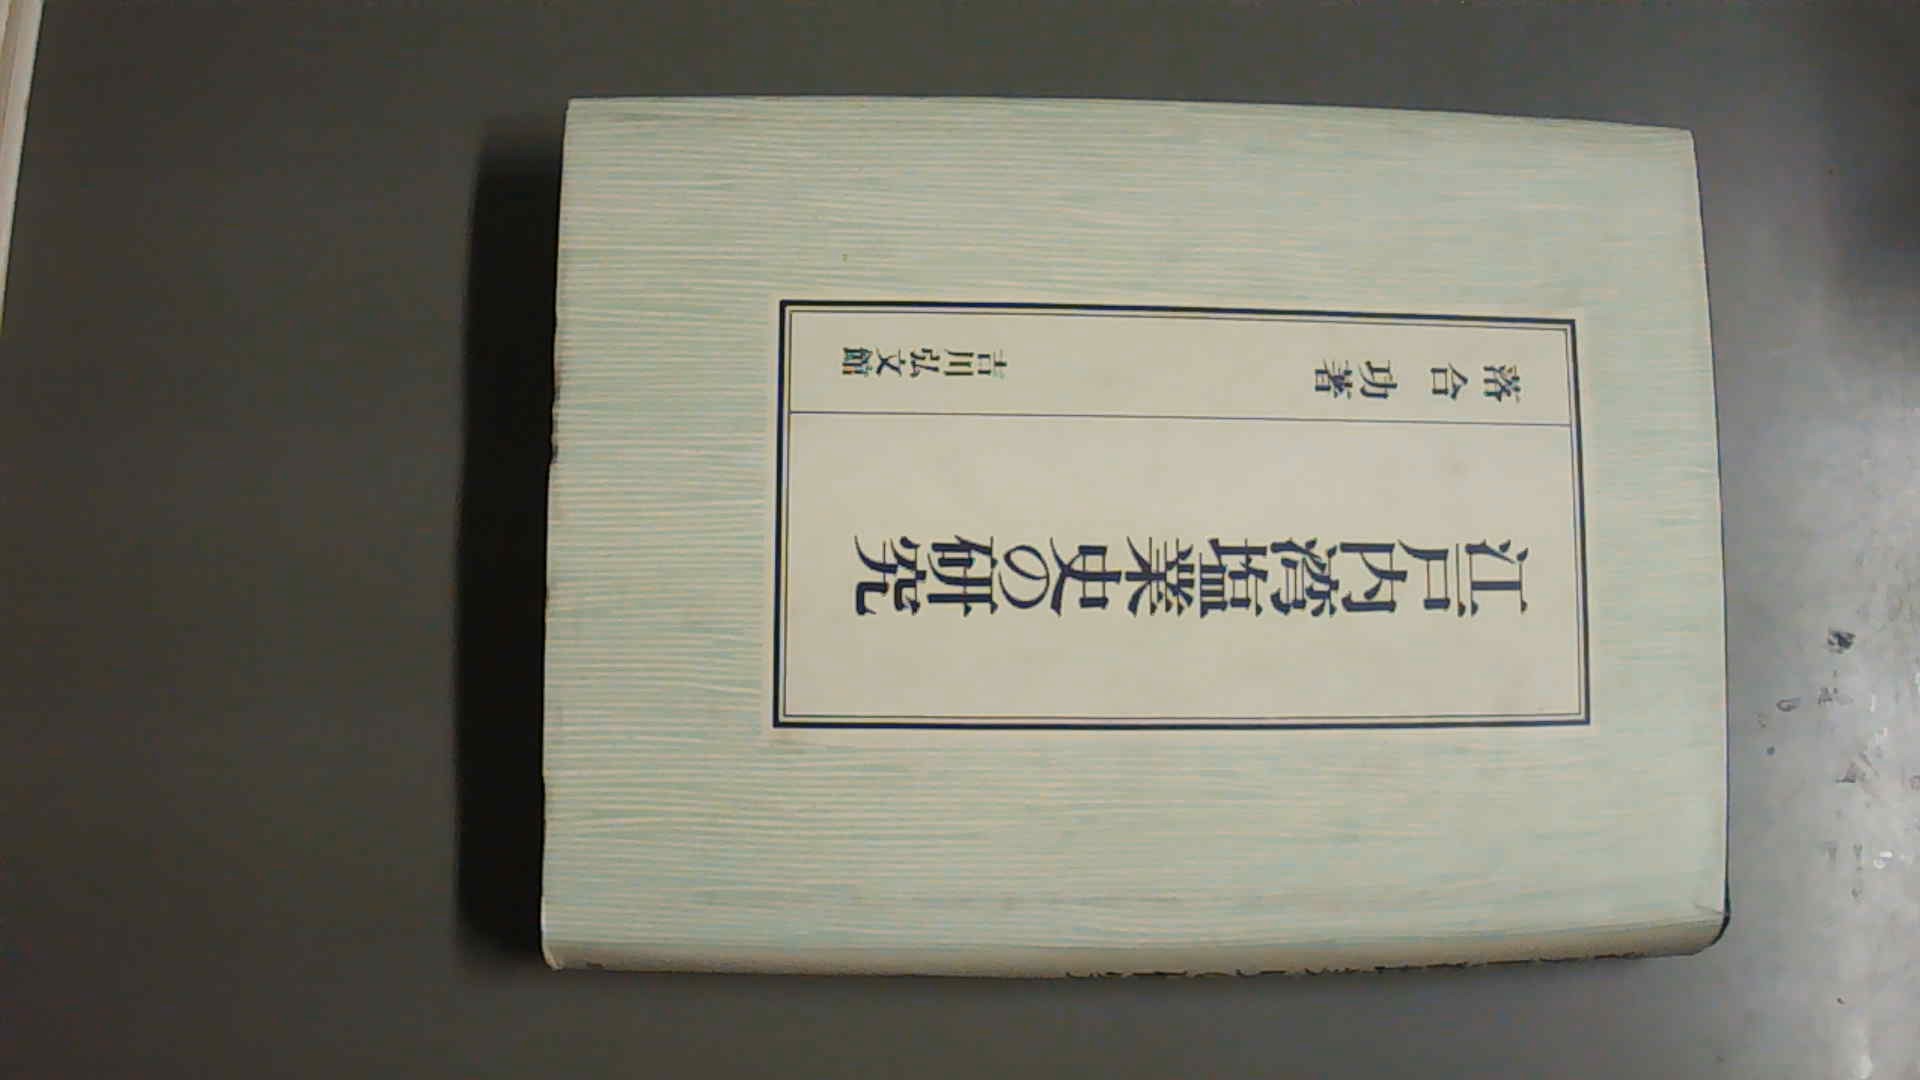 江戸内湾塩業史の研究
落合功著
吉川弘文館